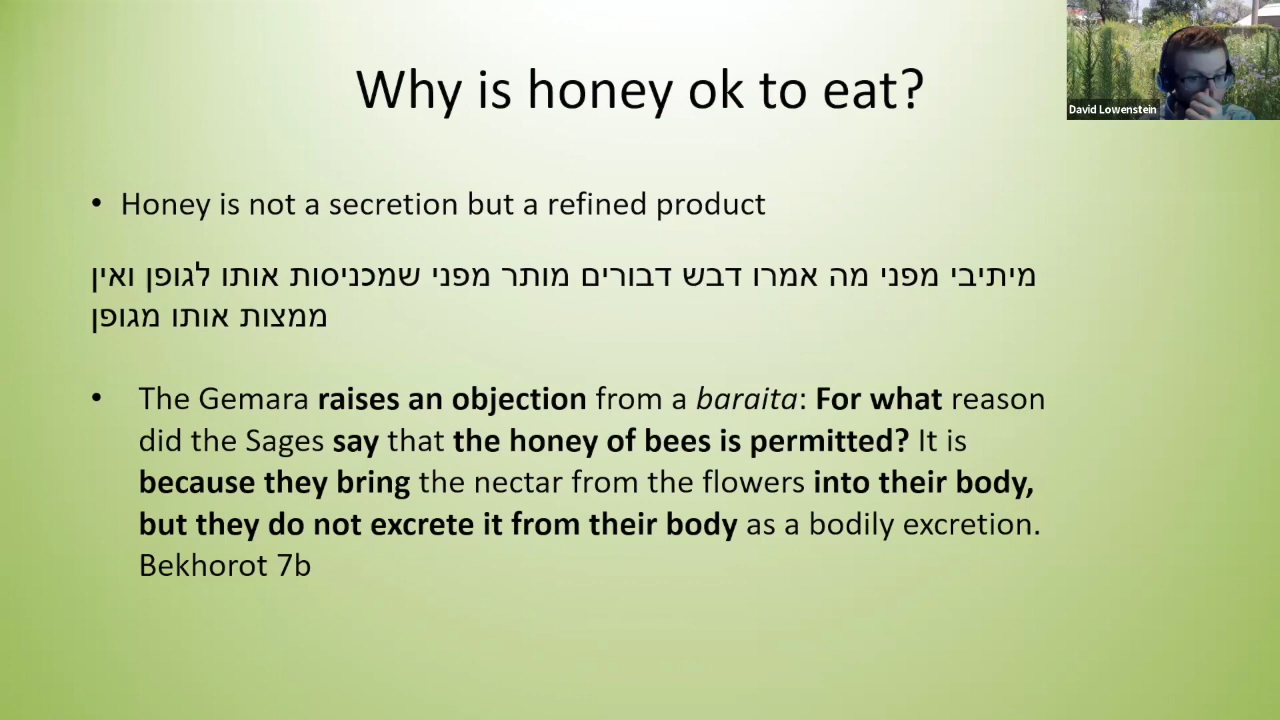 Why is honey ok to eat?
David Lowenstein
• Honey is not a secretion but a refined product
מיתיבי מפני מה אמרו דבש דבורים מותר מפני שמכניסות אותו לגופן ואין
ממצות אותו מגופן
• The Gemara raises an objection from a baraita: For what reason
did the Sages say that the honey of bees is permitted? It is
because they bring the nectar from the flowers into their body,
but they do not excrete it from their body as a bodily excretion.
Bekhorot 7b